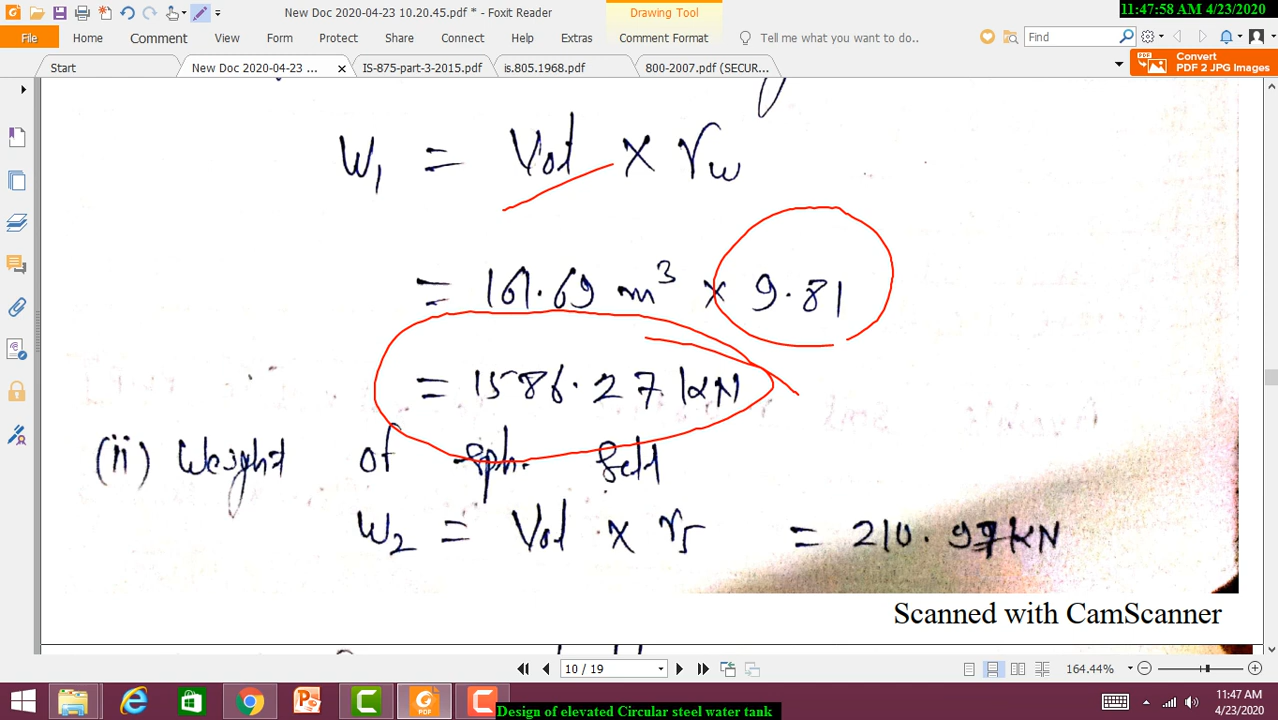 New Doc 2020-04-23 10.20.45.pdf * - Foxit Reader
Drawing Tool
11:47:58 AM 4/23/2020
File Home Comment View Form Protect Share Connect Help Extras Comment Format Tell me what you want to do... Find
Start New Doc 2020-04-23 ... IS-875-part-3-2015.pdf is.805.1968.pdf 800-2007.pdf (SECUR...
Convert
PDF 2 JPG Images
W1 = Vol × γw
= 161.69 m³ × 9.81
= 1586.27 kN
(ii) Weight of Sph.
W2 = Vol × γs = 210.97 kN
Scanned with CamScanner
10 / 19
164.44%
PDF
11:47 AM
Design of elevated Circular steel water tank
4/23/2020